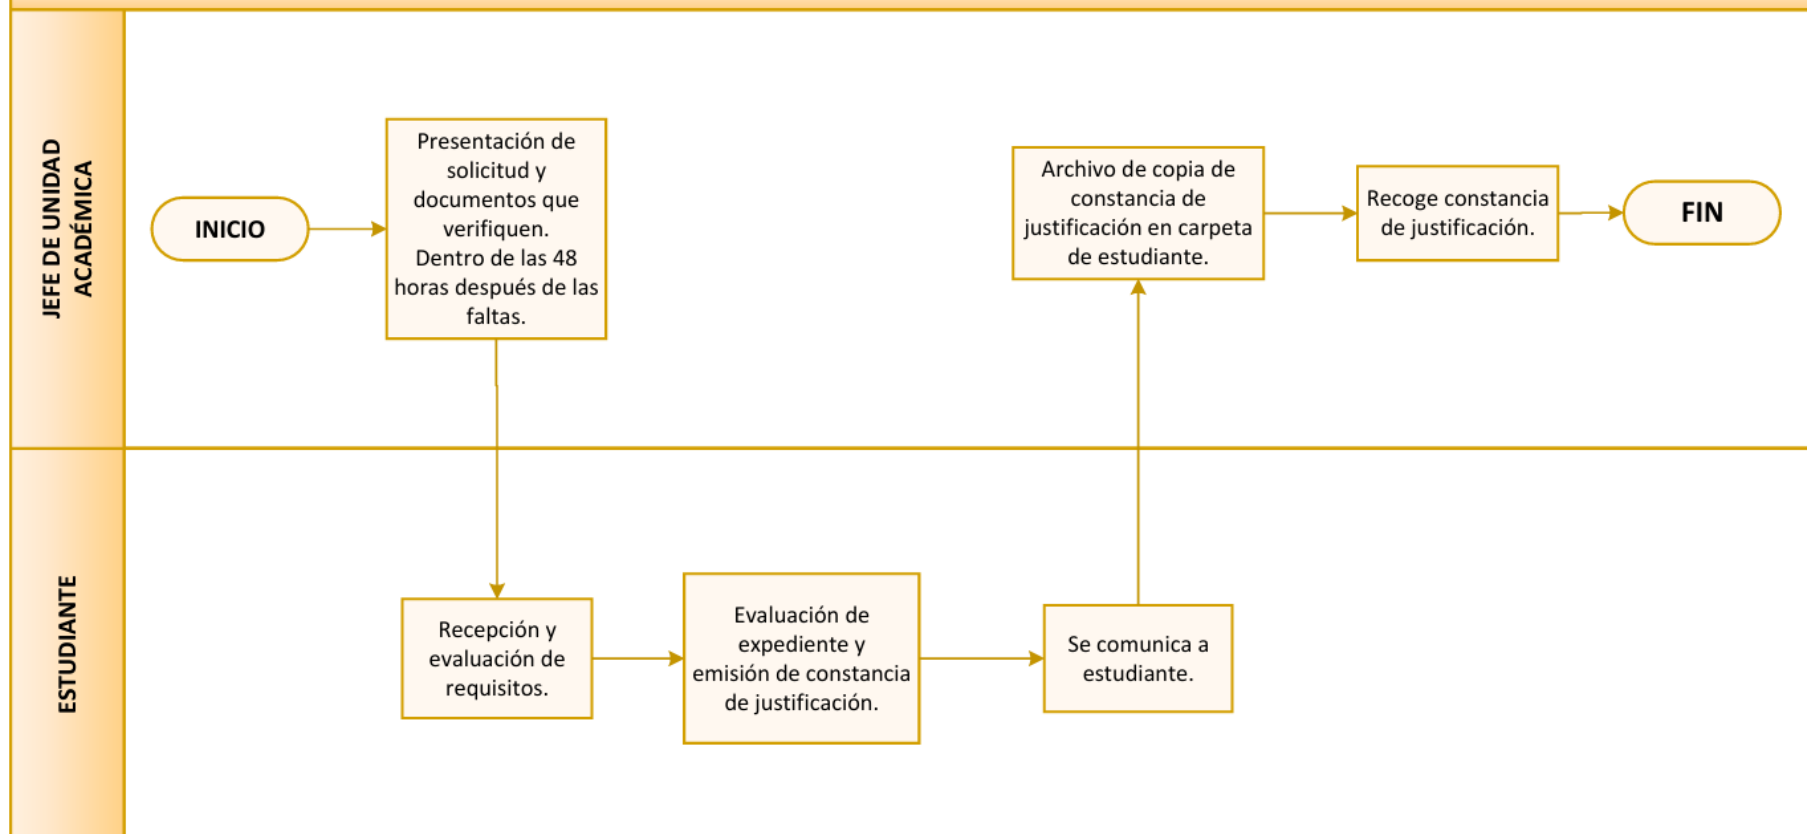 JEFE DE UNIDAD
ACADÉMICA
INICIO
Presentación de
solicitud y
documentos que
verifiquen.
Dentro de las 48
horas después de las
faltas.
Archivo de copia de
constancia de
justificación en carpeta
de estudiante.
Recoge constancia
de justificación.
FIN
ESTUDIANTE
Recepción y
evaluación de
requisitos.
Evaluación de
expediente y
emisión de constancia
de justificación.
Se comunica a
estudiante.